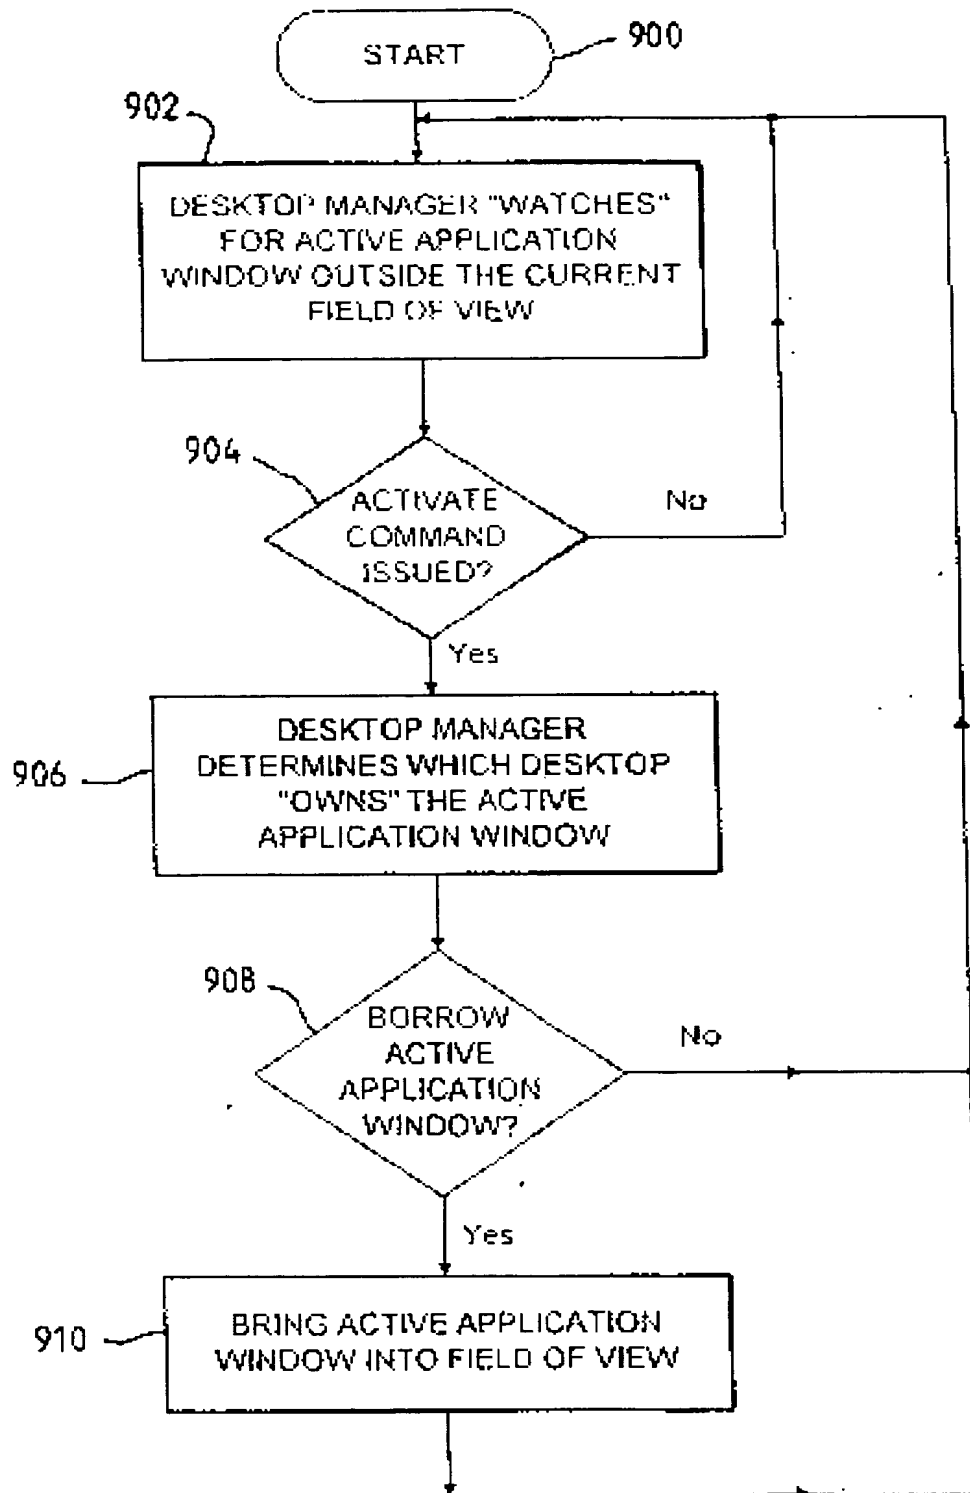 START
900
902
DESKTOP MANAGER "WATCHES"
FOR ACTIVE APPLICATION
WINDOW OUTSIDE THE CURRENT
FIELD OF VIEW
904
ACTIVATE
COMMAND
ISSUED?
No
Yes
906
DESKTOP MANAGER
DETERMINES WHICH DESKTOP
"OWNS" THE ACTIVE
APPLICATION WINDOW
908
BORROW
ACTIVE
APPLICATION
WINDOW?
No
Yes
910
BRING ACTIVE APPLICATION
WINDOW INTO FIELD OF VIEW